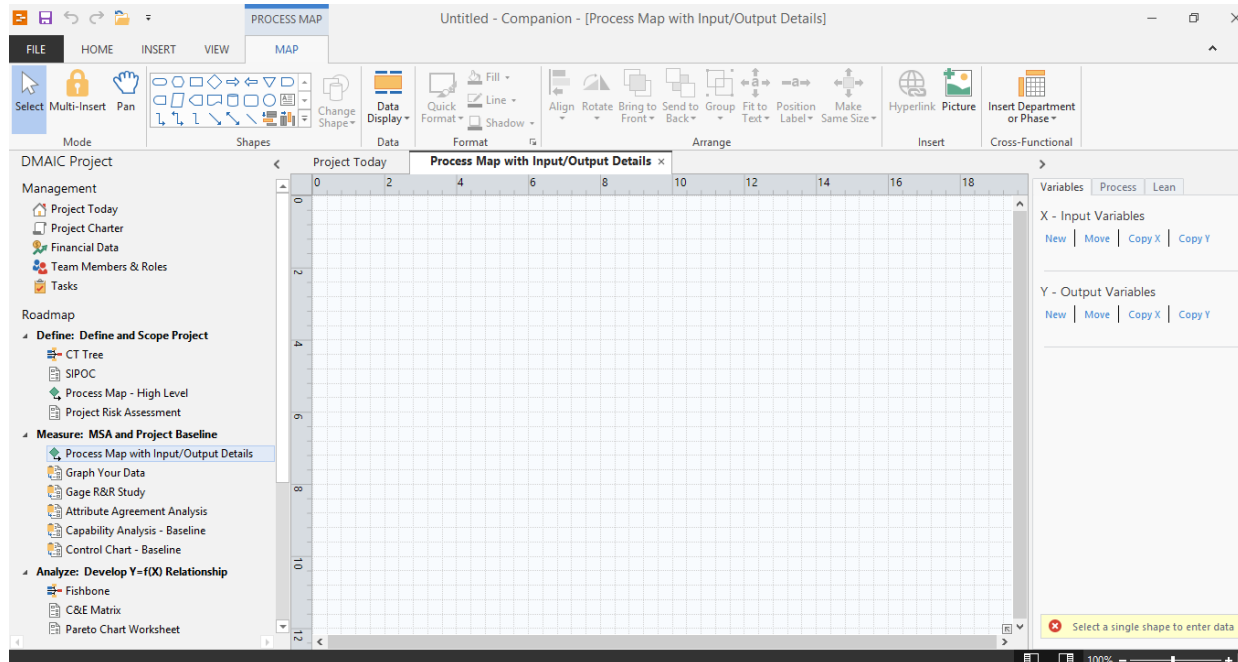 PROCESS MAP
Untitled - Companion - [Process Map with Input/Output Details]
FILE HOME INSERT VIEW MAP
Select Multi-Insert Pan
Mode
Shapes
Change Shape
Data Display
Data
Quick Format
Fill
Line
Shadow
Format
Align Rotate Bring to Front Send to Back Group Fit to Text Position Label Make Same Size
Arrange
Hyperlink Picture
Insert
Insert Department or Phase
Cross-Functional
DMAIC Project
Management
Project Today
Project Charter
Financial Data
Team Members & Roles
Tasks
Roadmap
Define: Define and Scope Project
CT Tree
SIPOC
Process Map - High Level
Project Risk Assessment
Measure: MSA and Project Baseline
Process Map with Input/Output Details
Graph Your Data
Gage R&R Study
Attribute Agreement Analysis
Capability Analysis - Baseline
Control Chart - Baseline
Analyze: Develop Y=f(X) Relationship
Fishbone
C&E Matrix
Pareto Chart Worksheet
Project Today Process Map with Input/Output Details ×
0 2 4 6 8 10 12 14 16 18
0
2
4
6
8
10
12
Variables Process Lean
X - Input Variables
New Move Copy X Copy Y
Y - Output Variables
New Move Copy X Copy Y
Select a single shape to enter data
100%